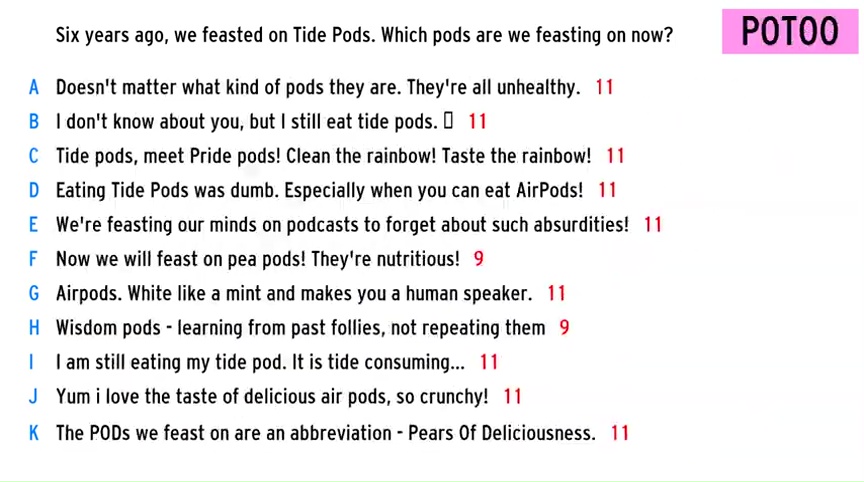 Six years ago, we feasted on Tide Pods. Which pods are we feasting on now?
POTOO
A Doesn't matter what kind of pods they are. They're all unhealthy. 11
B I don't know about you, but I still eat tide pods. ▯ 11
C Tide pods, meet Pride pods! Clean the rainbow! Taste the rainbow! 11
D Eating Tide Pods was dumb. Especially when you can eat AirPods! 11
E We're feasting our minds on podcasts to forget about such absurdities! 11
F Now we will feast on pea pods! They're nutritious! 9
G Airpods. White like a mint and makes you a human speaker. 11
H Wisdom pods - learning from past follies, not repeating them 9
I I am still eating my tide pod. It is tide consuming... 11
J Yum i love the taste of delicious air pods, so crunchy! 11
K The PODs we feast on are an abbreviation - Pears Of Deliciousness. 11